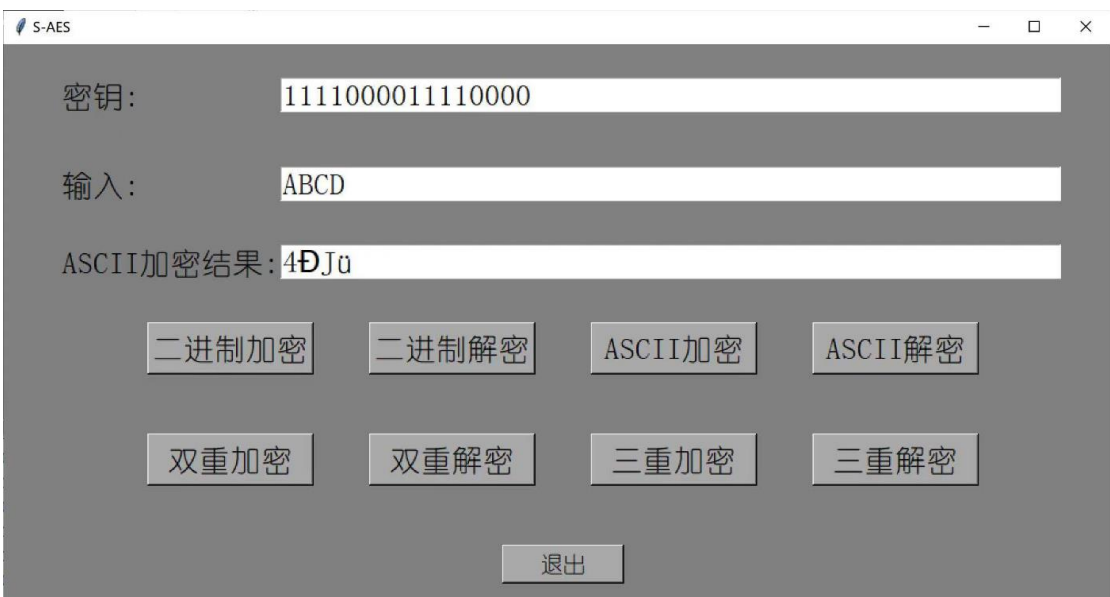 S-AES
密钥: 1111000011110000
输入: ABCD
ASCII加密结果: 4ÐJü
二进制加密 二进制解密 ASCII加密 ASCII解密
双重加密 双重解密 三重加密 三重解密
退出